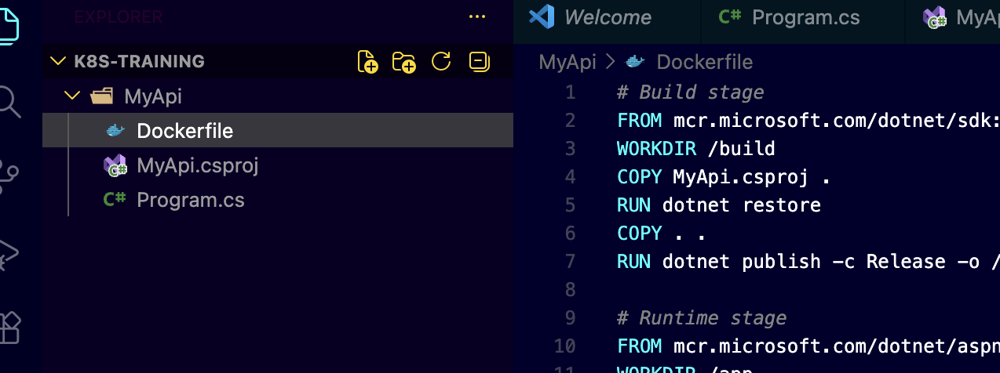 EXPLORER
K8S-TRAINING
MyApi
Dockerfile
MyApi.csproj
C# Program.cs
Welcome
C# Program.cs
MyAp
MyApi > Dockerfile
1 # Build stage
2 FROM mcr.microsoft.com/dotnet/sdk:
3 WORKDIR /build
4 COPY MyApi.csproj .
5 RUN dotnet restore
6 COPY . .
7 RUN dotnet publish -c Release -o /
8
9 # Runtime stage
10 FROM mcr.microsoft.com/dotnet/aspn
11 WORKDIR /app